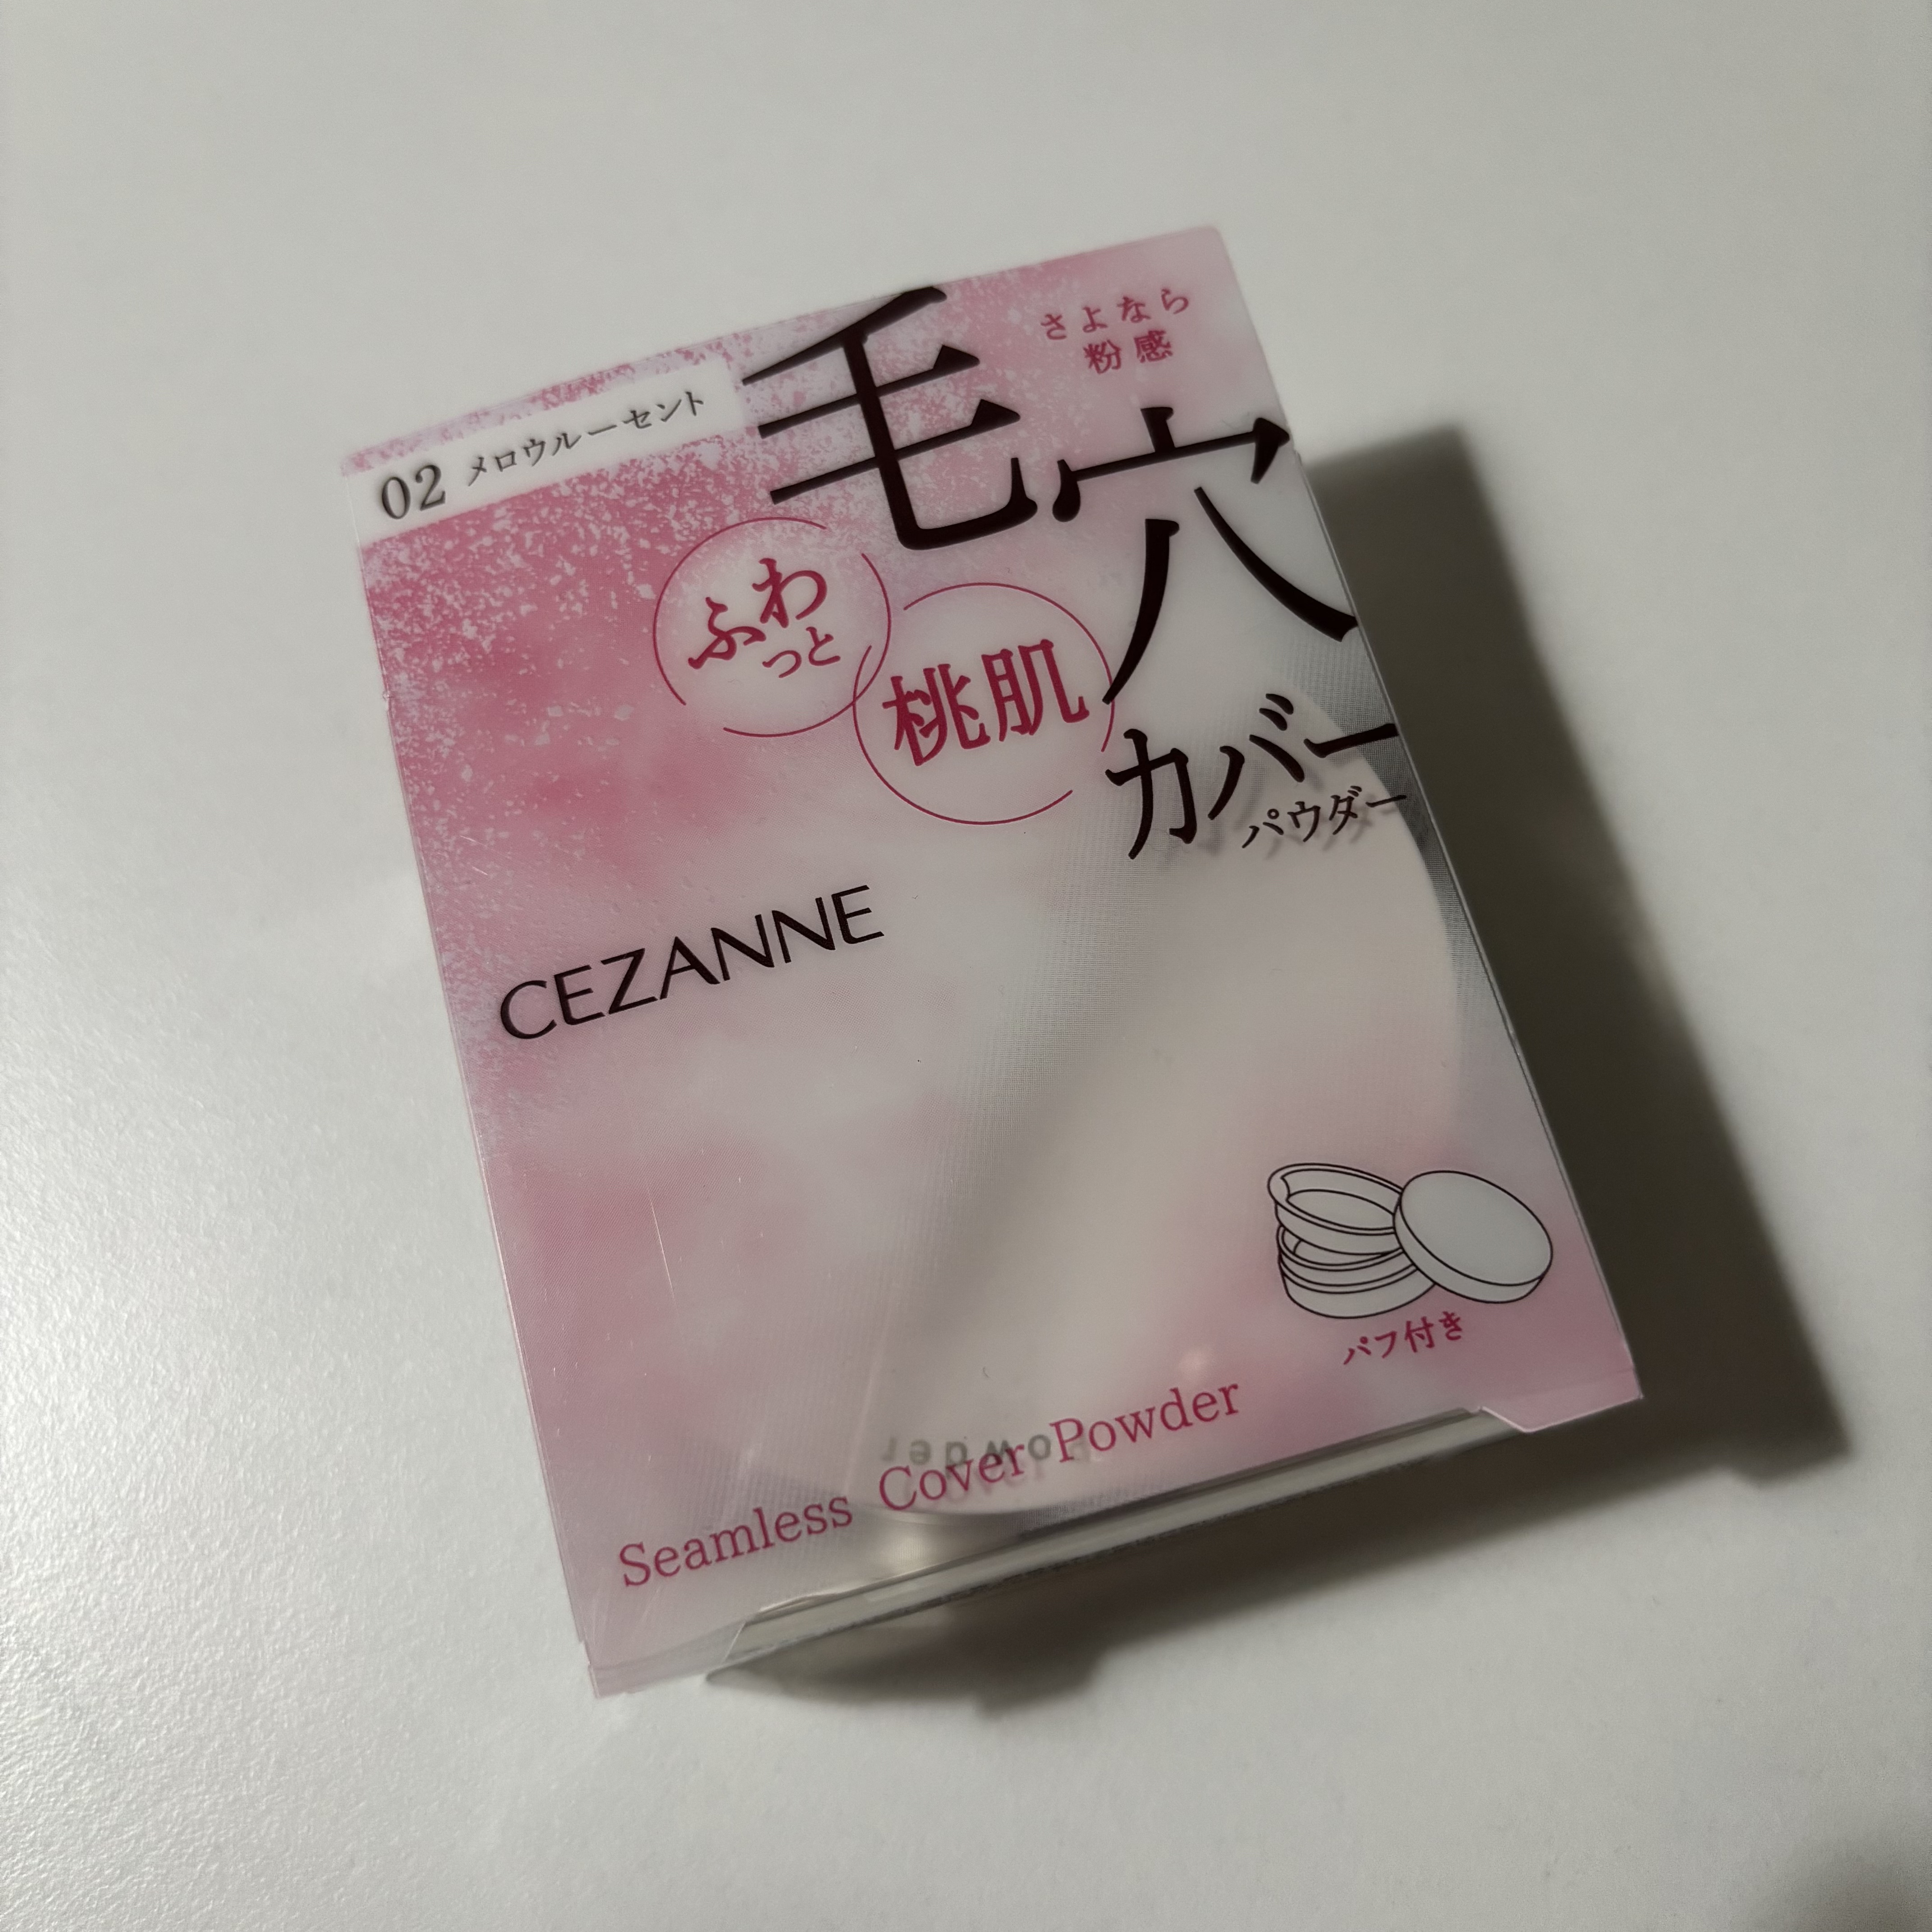 02 メロウルーセント
さよなら
粉感
毛穴
カバー
パウダー
ふわっと
桃肌
CEZANNE
パフ付き
Seamless Cover Powder
Powder